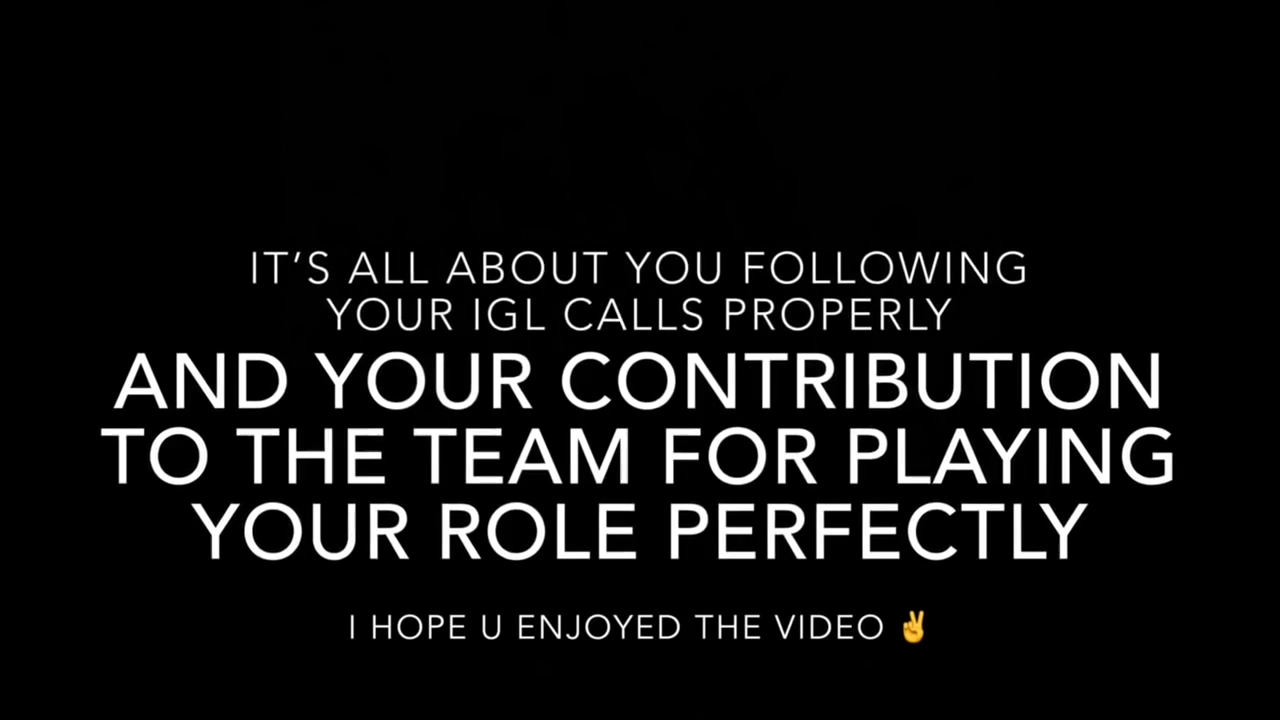 IT’S ALL ABOUT YOU FOLLOWING
YOUR IGL CALLS PROPERLY
AND YOUR CONTRIBUTION
TO THE TEAM FOR PLAYING
YOUR ROLE PERFECTLY
I HOPE U ENJOYED THE VIDEO ✌️